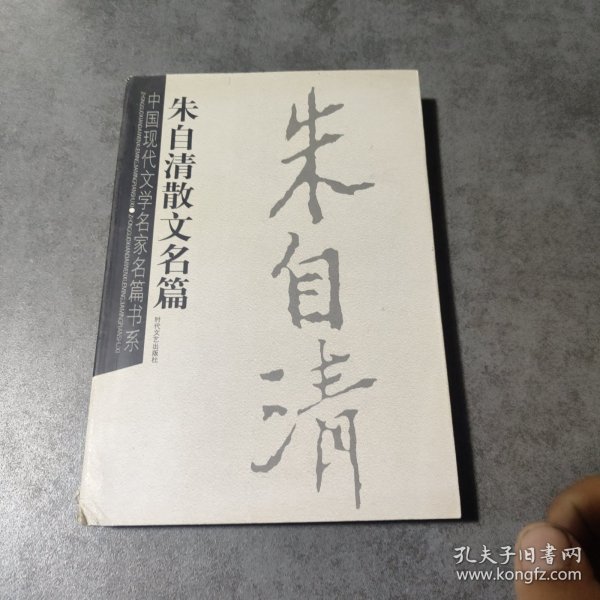 中国现代文学名家名篇书系
朱自清散文名篇
时代文艺出版社
朱自清
孔夫子旧书网
www.kongfz.com